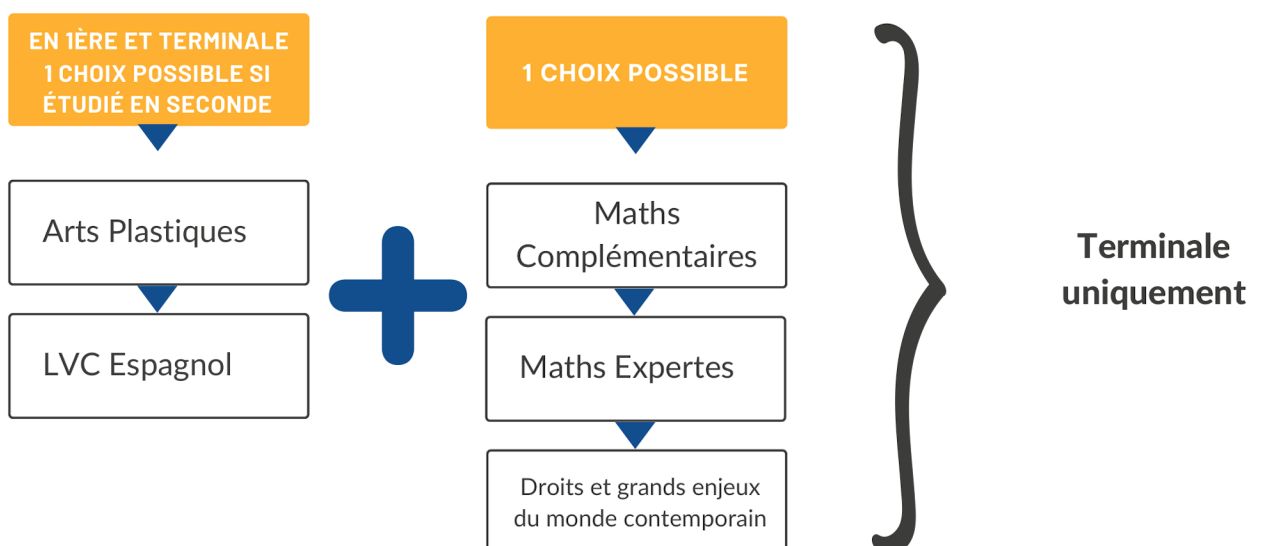 EN 1ÈRE ET TERMINALE
1 CHOIX POSSIBLE SI
ÉTUDIÉ EN SECONDE
Arts Plastiques
LVC Espagnol
1 CHOIX POSSIBLE
Maths
Complémentaires
Maths Expertes
Droits et grands enjeux
du monde contemporain
Terminale
uniquement